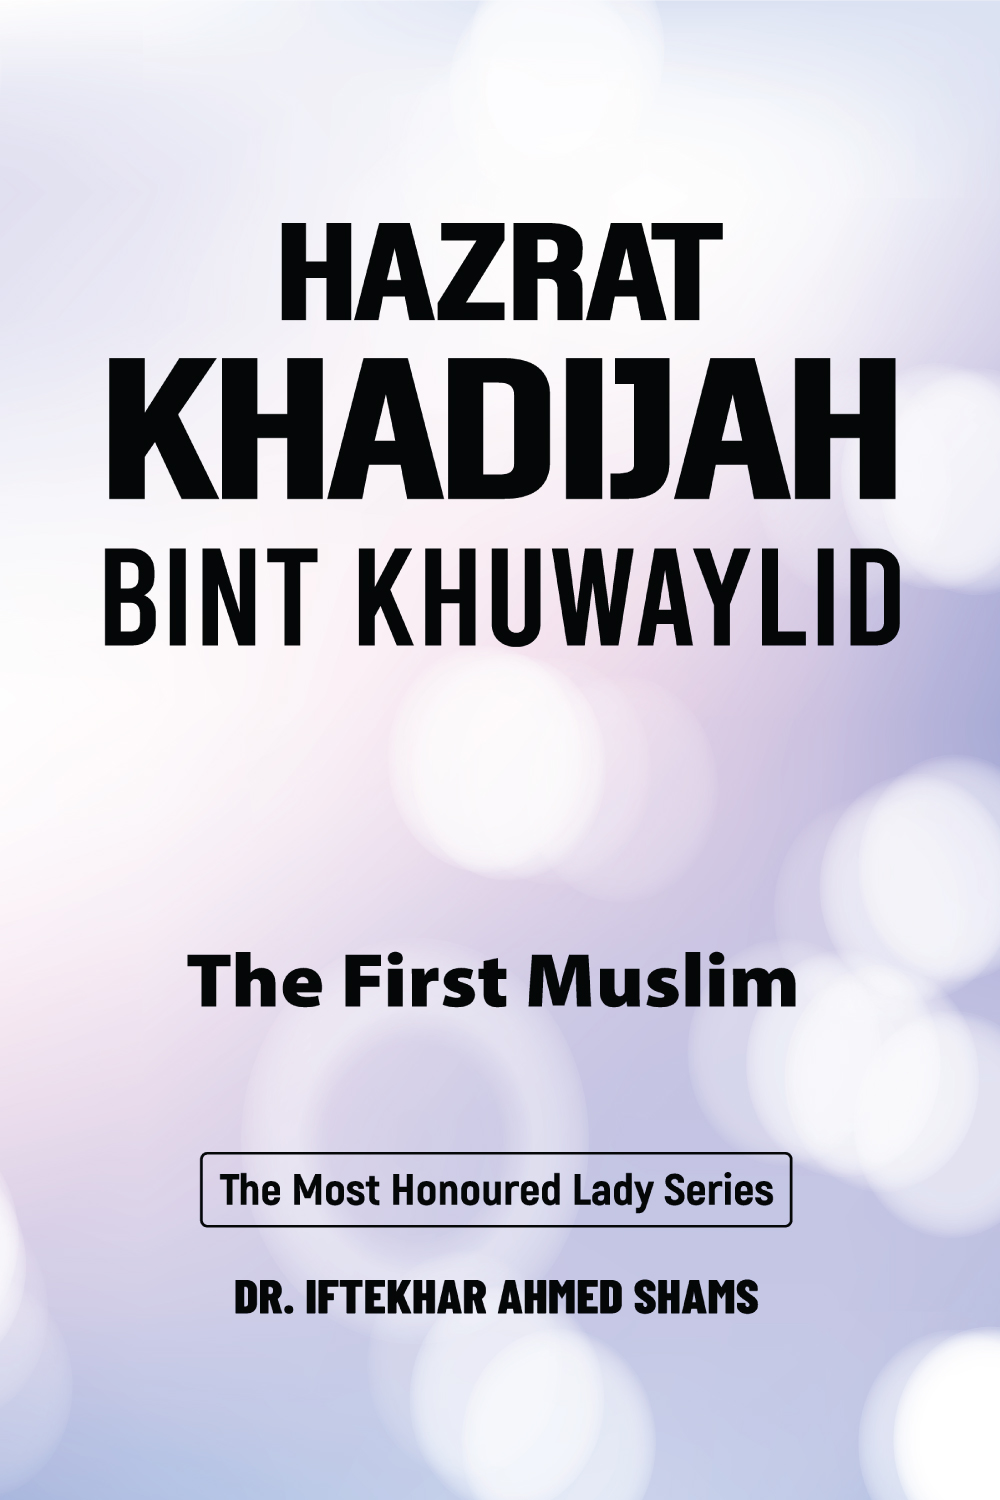 HAZRAT
KHADIJAH
BINT KHUWAYLID
The First Muslim
The Most Honoured Lady Series
DR. IFTEKHAR AHMED SHAMS